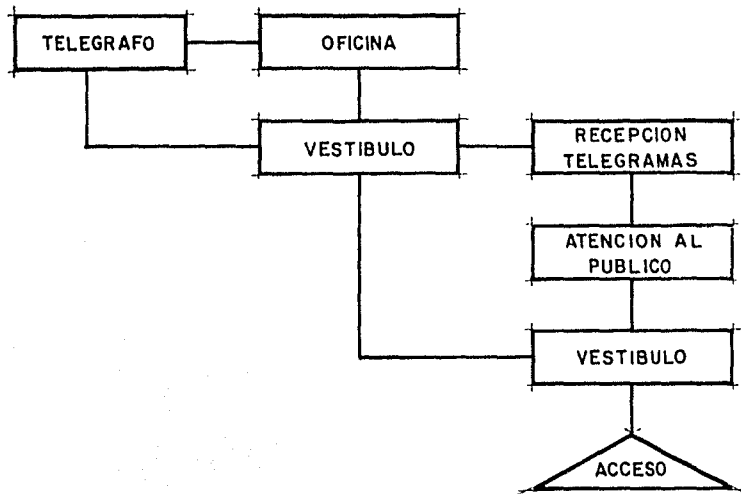 TELEGRAFO
OFICINA
VESTIBULO
RECEPCION
TELEGRAMAS
ATENCION AL
PUBLICO
VESTIBULO
ACCESO